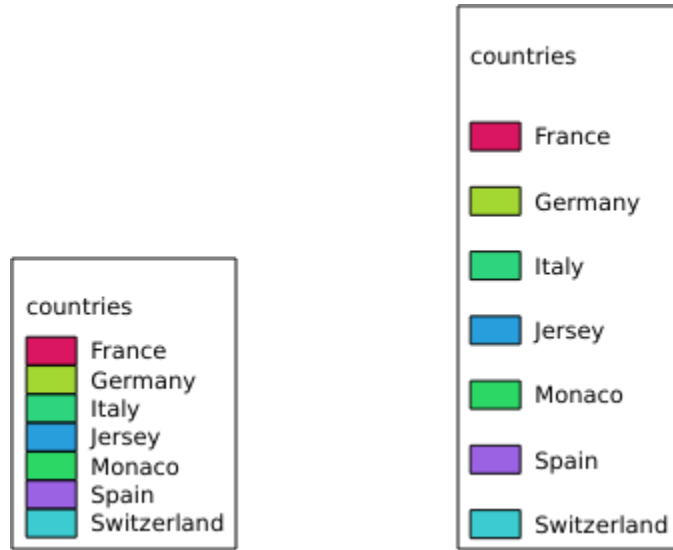 countries
France
Germany
Italy
Jersey
Monaco
Spain
Switzerland
countries
France
Germany
Italy
Jersey
Monaco
Spain
Switzerland